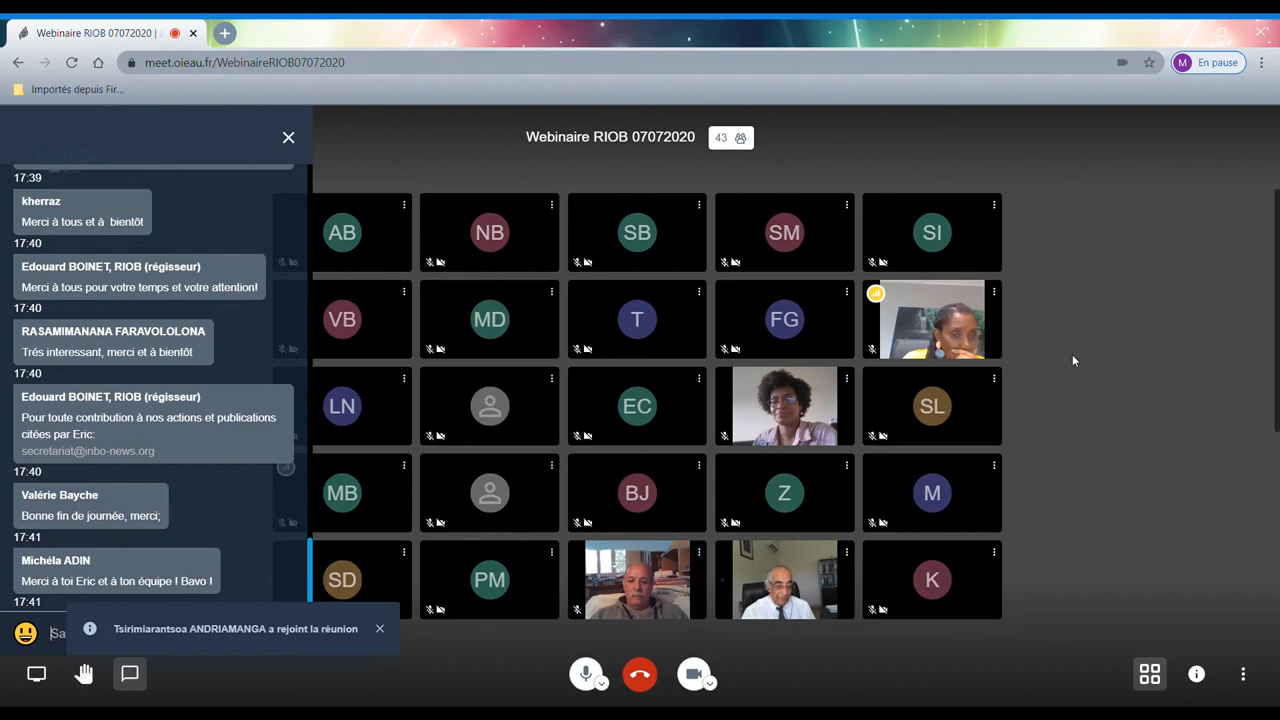 Webinaire RIOB 07072020 | J
meet.oieau.fr/WebinaireRIOB07072020
M
En pause
Importés depuis Fir...
Webinaire RIOB 07072020
43
17:39
kherraz
Merci à tous et à bientôt
17:40
Edouard BOINET, RIOB (régisseur)
Merci à tous pour votre temps et votre attention!
17:40
RASAMIMANANA FARAVOLOLONA
Trés interessant, merci et à bientôt
17:40
Edouard BOINET, RIOB (régisseur)
Pour toute contribution à nos actions et publications
citées par Eric:
secretariat@inbo-news.org
17:40
Valérie Bayche
Bonne fin de journée, merci;
17:41
Michéla ADIN
Merci à toi Eric et à ton équipe ! Bavo !
17:41
Sa
Tsirimiarantsoa ANDRIAMANGA a rejoint la réunion
AB
NB
SB
SM
SI
VB
MD
T
FG
LN
EC
SL
MB
BJ
Z
M
SD
PM
K